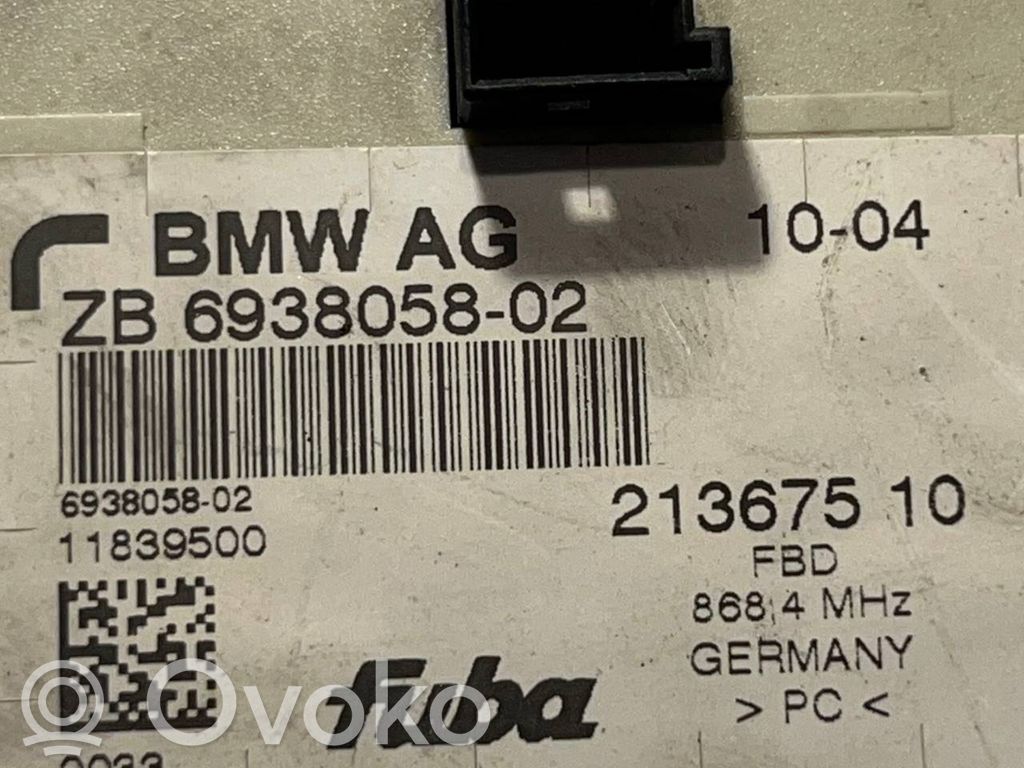 BMW AG 10-04
ZB 6938058-02
6938058-02
11839500
213675 10
FBD
868,4 MHz
GERMANY
> PC <
Fuba
Ovoko
0033